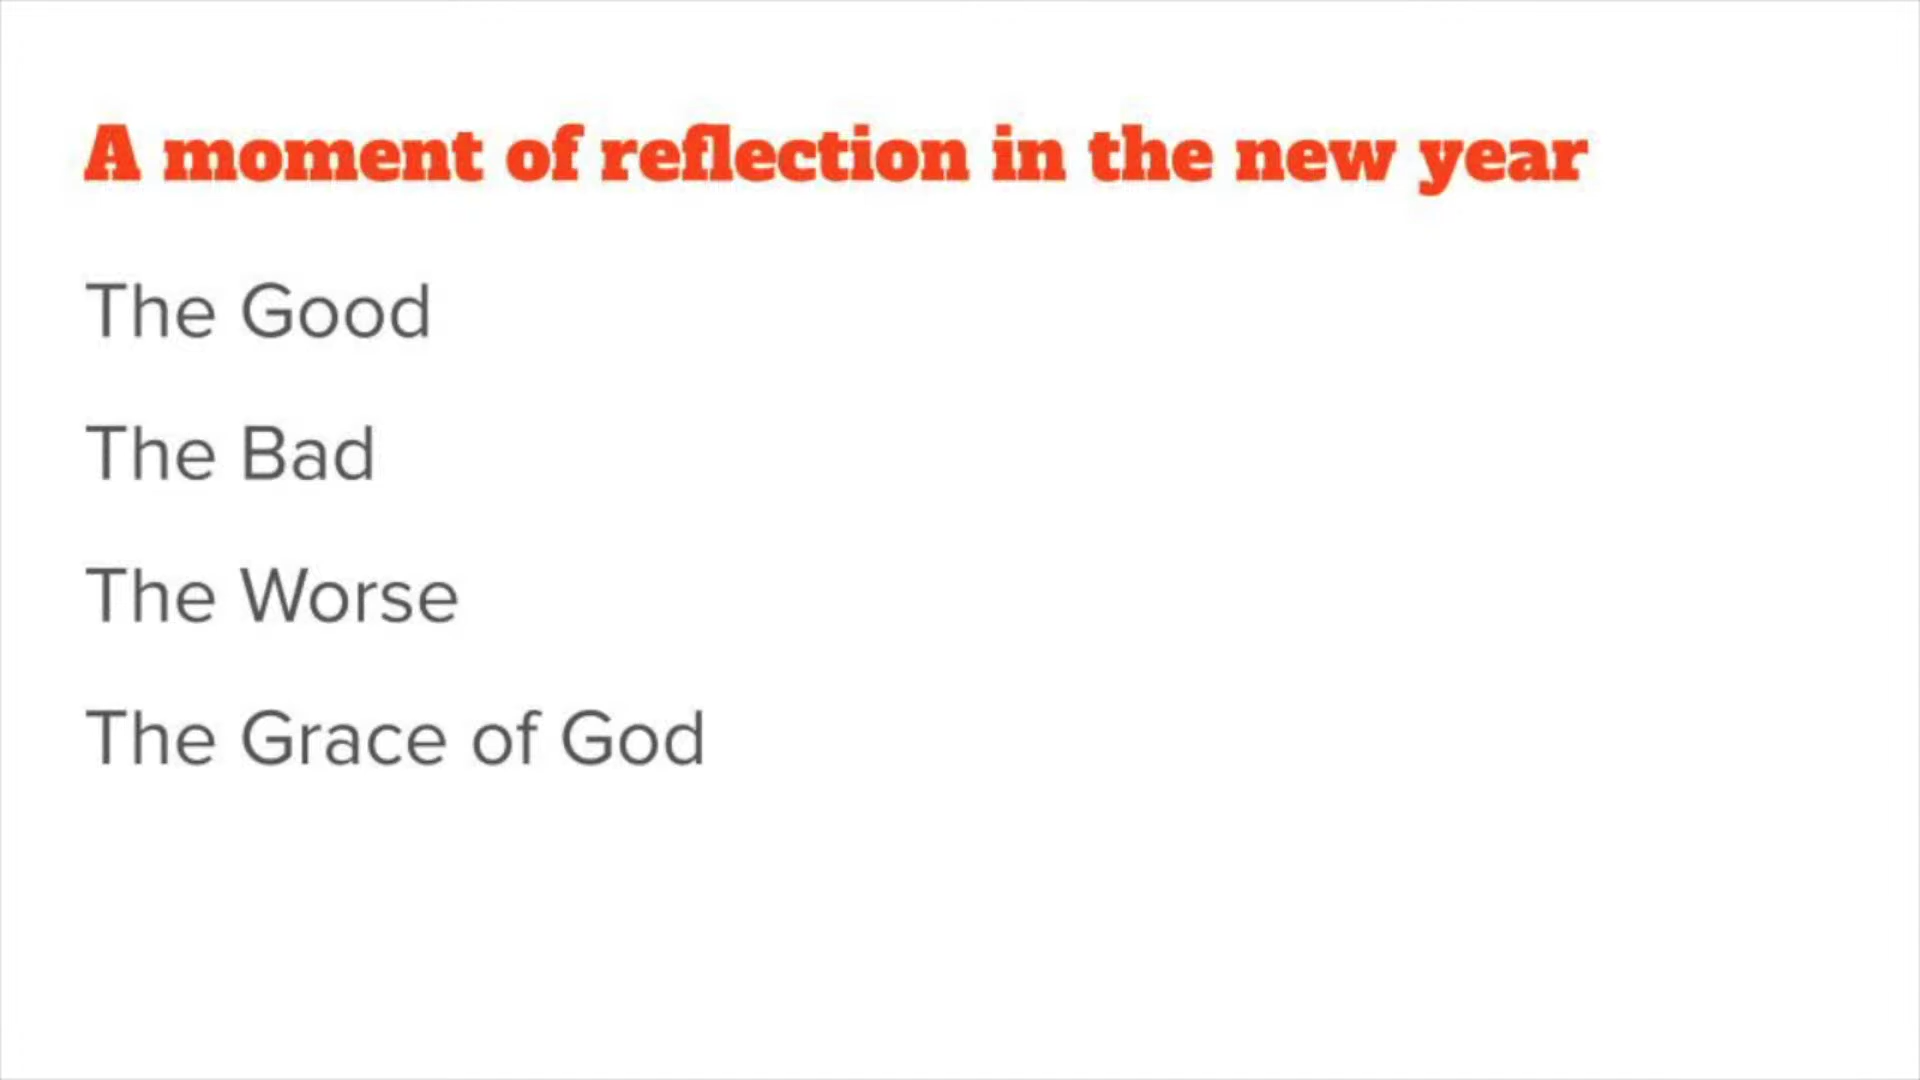 A moment of reflection in the new year
The Good
The Bad
The Worse
The Grace of God